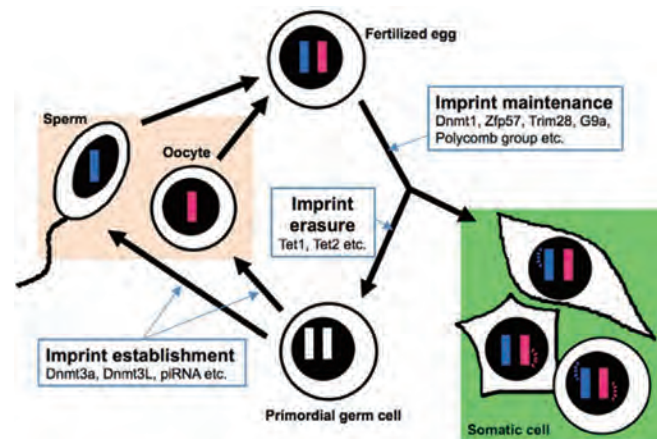 Fertilized egg
Sperm
Oocyte
Imprint maintenance
Dnmt1, Zfp57, Trim28, G9a,
Polycomb group etc.
Imprint
erasure
Tet1, Tet2 etc.
Imprint establishment
Dnmt3a, Dnmt3L, piRNA etc.
Primordial germ cell
Somatic cell